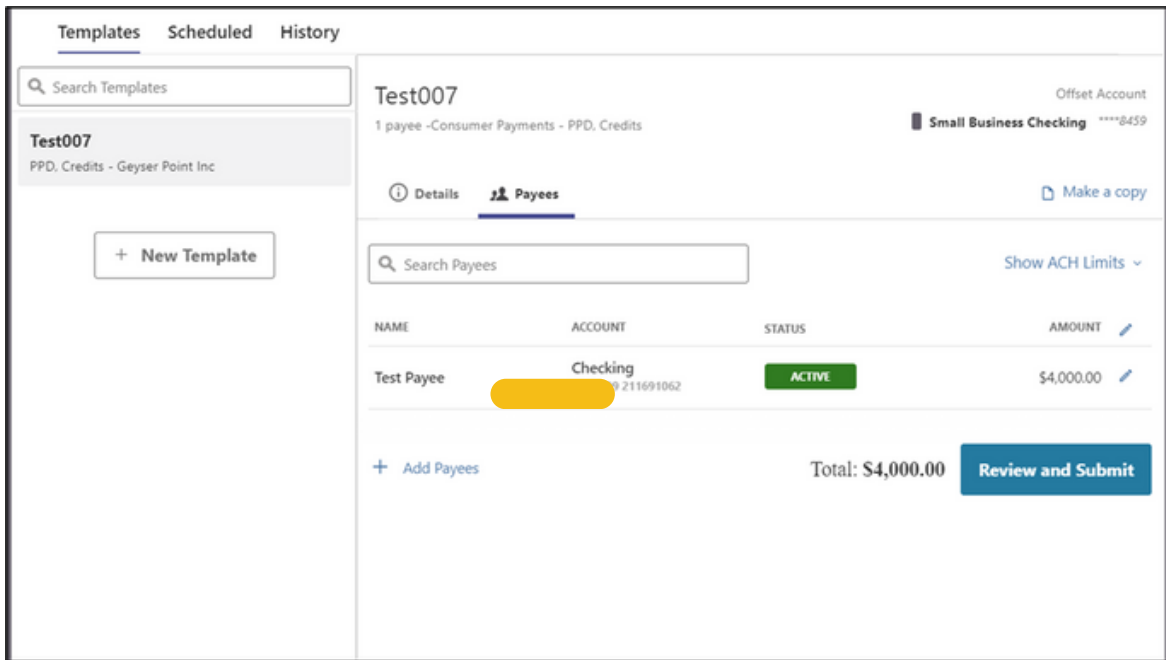 Templates Scheduled History
Search Templates
Test007
PPD, Credits - Geyser Point Inc
+ New Template
Test007
1 payee -Consumer Payments - PPD, Credits
Offset Account
Small Business Checking ****8459
Details Payees
Make a copy
Search Payees
Show ACH Limits
NAME ACCOUNT STATUS AMOUNT
Test Payee Checking ACTIVE $4,000.00
211691062
+ Add Payees
Total: $4,000.00
Review and Submit